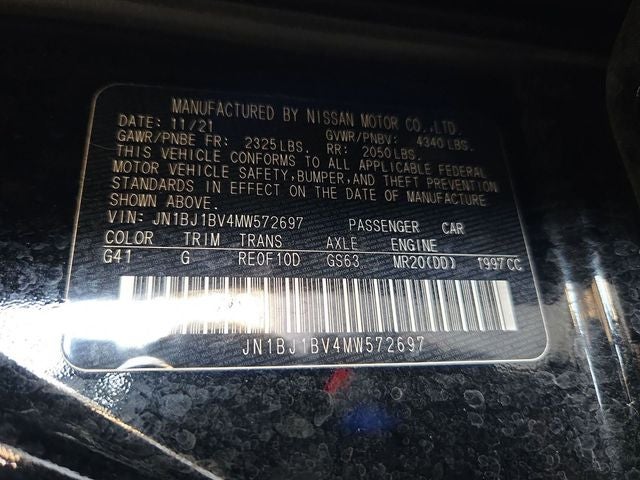 MANUFACTURED BY NISSAN MOTOR CO.,LTD.
DATE: 11/21 GVWR/PNBV: 4340 LBS.
GAWR/PNBE FR: 2325 LBS. RR: 2050 LBS.
THIS VEHICLE CONFORMS TO ALL APPLICABLE FEDERAL
MOTOR VEHICLE SAFETY, BUMPER, AND THEFT PREVENTION
STANDARDS IN EFFECT ON THE DATE OF MANUFACTURE
SHOWN ABOVE.
VIN: JN1BJ1BV4MW572697 PASSENGER CAR
COLOR TRIM TRANS AXLE ENGINE
G41 G RE0F10D GS63 MR20(DD) 1997CC
JN1BJ1BV4MW572697